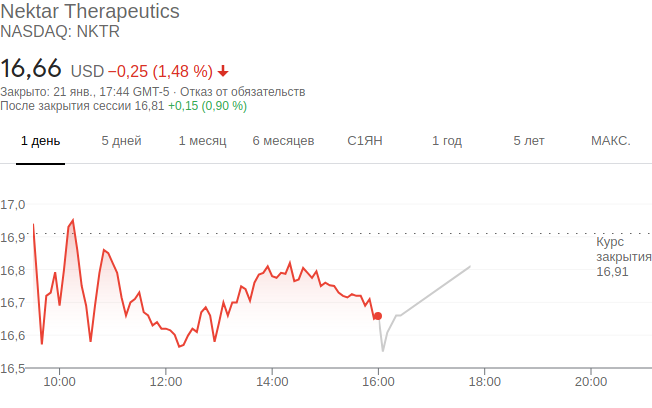 Nektar Therapeutics
NASDAQ: NKTR
16,66 USD −0,25 (1,48 %)
Закрыто: 21 янв., 17:44 GMT-5 · Отказ от обязательств
После закрытия сессии 16,81 +0,15 (0,90 %)
1 день 5 дней 1 месяц 6 месяцев С1ЯН 1 год 5 лет МАКС.
17,0
16,9
Курс
закрытия
16,91
16,8
16,7
16,6
16,5
10:00 12:00 14:00 16:00 18:00 20:00